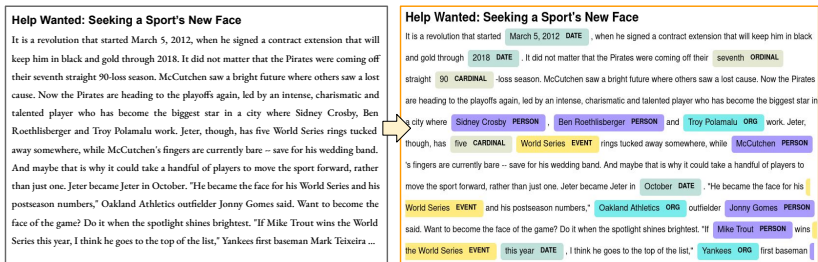 Help Wanted: Seeking a Sport's New Face
It is a revolution that started March 5, 2012, when he signed a contract extension that will
keep him in black and gold through 2018. It did not matter that the Pirates were coming off
their seventh straight 90-loss season. McCutchen saw a bright future where others saw a lost
cause. Now the Pirates are heading to the playoffs again, led by an intense, charismatic and
talented player who has become the biggest star in a city where Sidney Crosby, Ben
Roethlisberger and Troy Polamalu work. Jeter, though, has five World Series rings tucked
away somewhere, while McCutchen's fingers are currently bare -- save for his wedding band.
And maybe that is why it could take a handful of players to move the sport forward, rather
than just one. Jeter became Jeter in October. "He became the face for his World Series and his
postseason numbers," Oakland Athletics outfielder Jonny Gomes said. Want to become the
face of the game? Do it when the spotlight shines brightest. "If Mike Trout wins the World
Series this year, I think he goes to the top of the list," Yankees first baseman Mark Teixeira ...
Help Wanted: Seeking a Sport's New Face
It is a revolution that started March 5, 2012 DATE , when he signed a contract extension that will keep him in black
and gold through 2018 DATE . It did not matter that the Pirates were coming off their seventh ORDINAL
straight 90 CARDINAL -loss season. McCutchen saw a bright future where others saw a lost cause. Now the Pirates
are heading to the playoffs again, led by an intense, charismatic and talented player who has become the biggest star in
a city where Sidney Crosby PERSON , Ben Roethlisberger PERSON and Troy Polamalu ORG work. Jeter,
though, has five CARDINAL World Series EVENT rings tucked away somewhere, while McCutchen PERSON
's fingers are currently bare -- save for his wedding band. And maybe that is why it could take a handful of players to
move the sport forward, rather than just one. Jeter became Jeter in October DATE . "He became the face for his
World Series EVENT and his postseason numbers," Oakland Athletics ORG outfielder Jonny Gomes PERSON
said. Want to become the face of the game? Do it when the spotlight shines brightest. "If Mike Trout PERSON wins
the World Series EVENT this year DATE , I think he goes to the top of the list," Yankees ORG first baseman